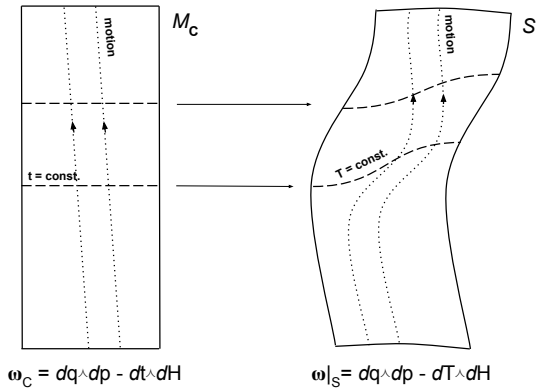 M_C
S
motion
motion
t = const.
T = const.
ω_C = dq∧dp - dt∧dH
ω|_S = dq∧dp - dT∧dH